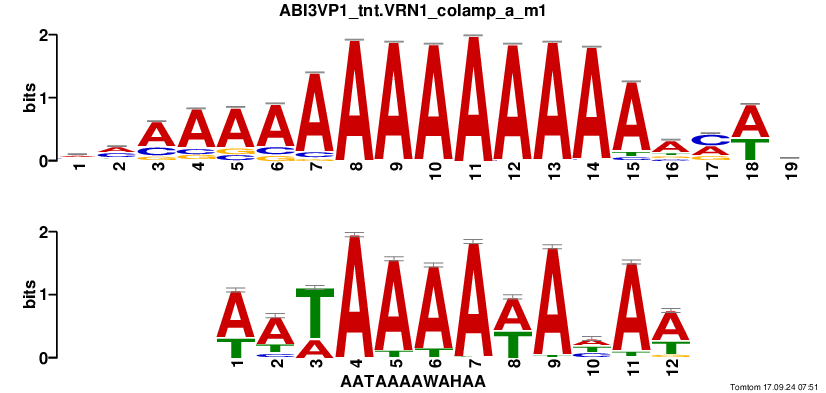 ABI3VP1_tnt.VRN1_colamp_a_m1
2
1
0
bits
1 2 3 4 5 6 7 8 9 10 11 12 13 14 15 16 17 18 19
2
1
0
bits
1 2 3 4 5 6 7 8 9 10 11 12
AATAAAAWAHAA
Tomtom 17.09.24 07:51